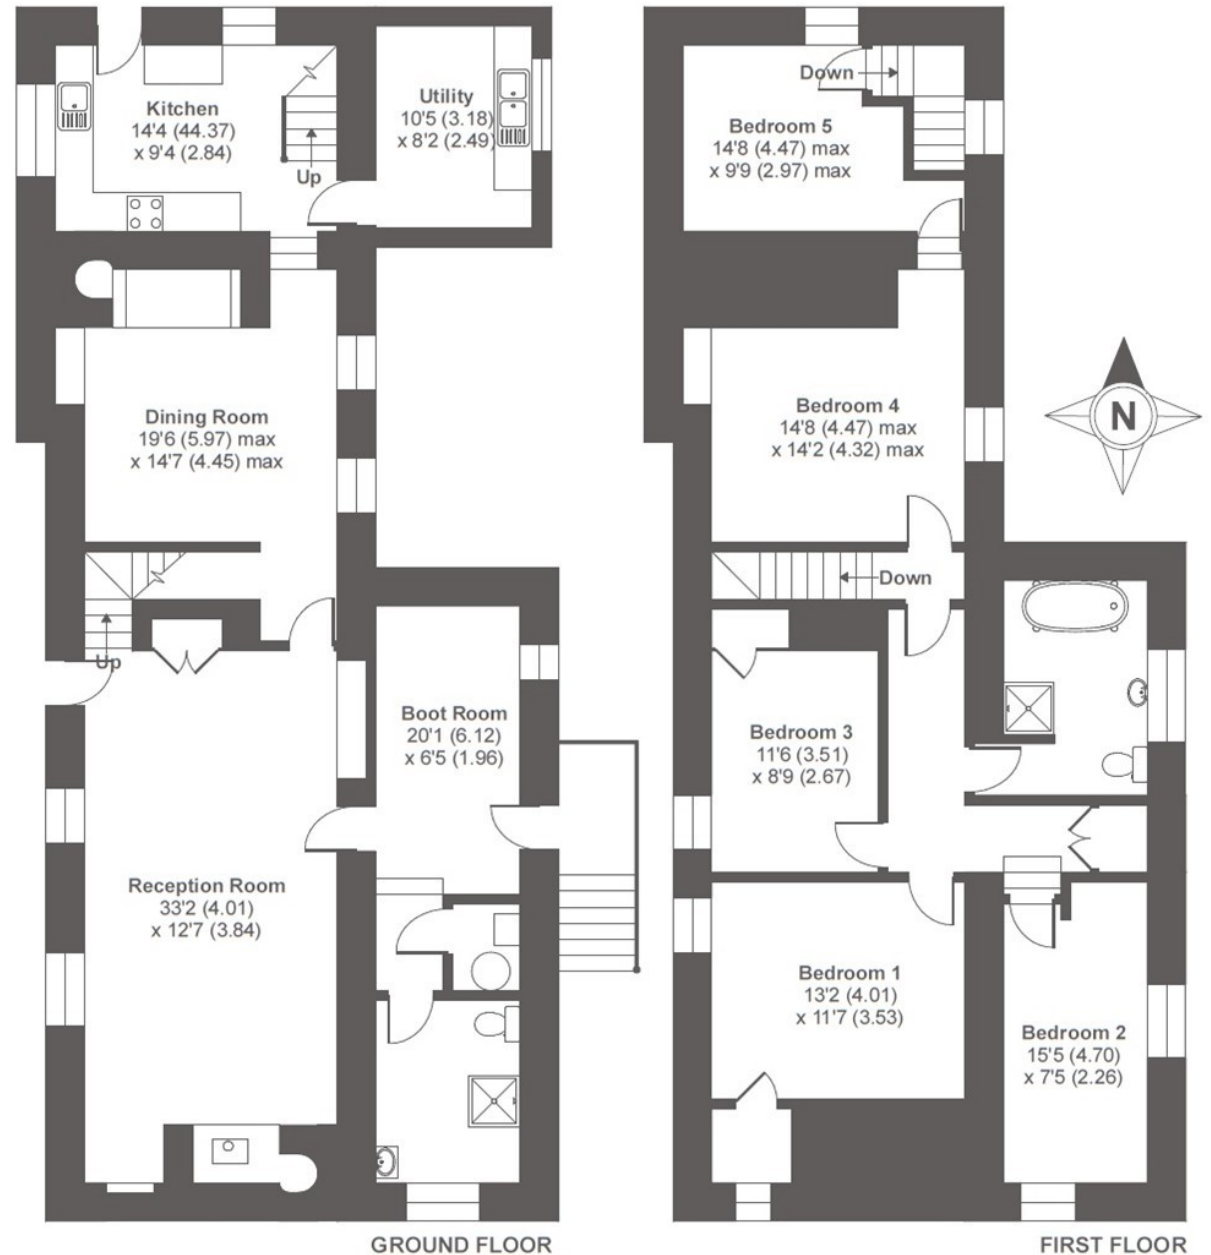 Kitchen
14'4 (44.37)
x 9'4 (2.84)
Up
Utility
10'5 (3.18)
x 8'2 (2.49)
Dining Room
19'6 (5.97) max
x 14'7 (4.45) max
Up
Boot Room
20'1 (6.12)
x 6'5 (1.96)
Reception Room
33'2 (4.01)
x 12'7 (3.84)
GROUND FLOOR
Down
Bedroom 5
14'8 (4.47) max
x 9'9 (2.97) max
Bedroom 4
14'8 (4.47) max
x 14'2 (4.32) max
N
Down
Bedroom 3
11'6 (3.51)
x 8'9 (2.67)
Bedroom 1
13'2 (4.01)
x 11'7 (3.53)
Bedroom 2
15'5 (4.70)
x 7'5 (2.26)
FIRST FLOOR